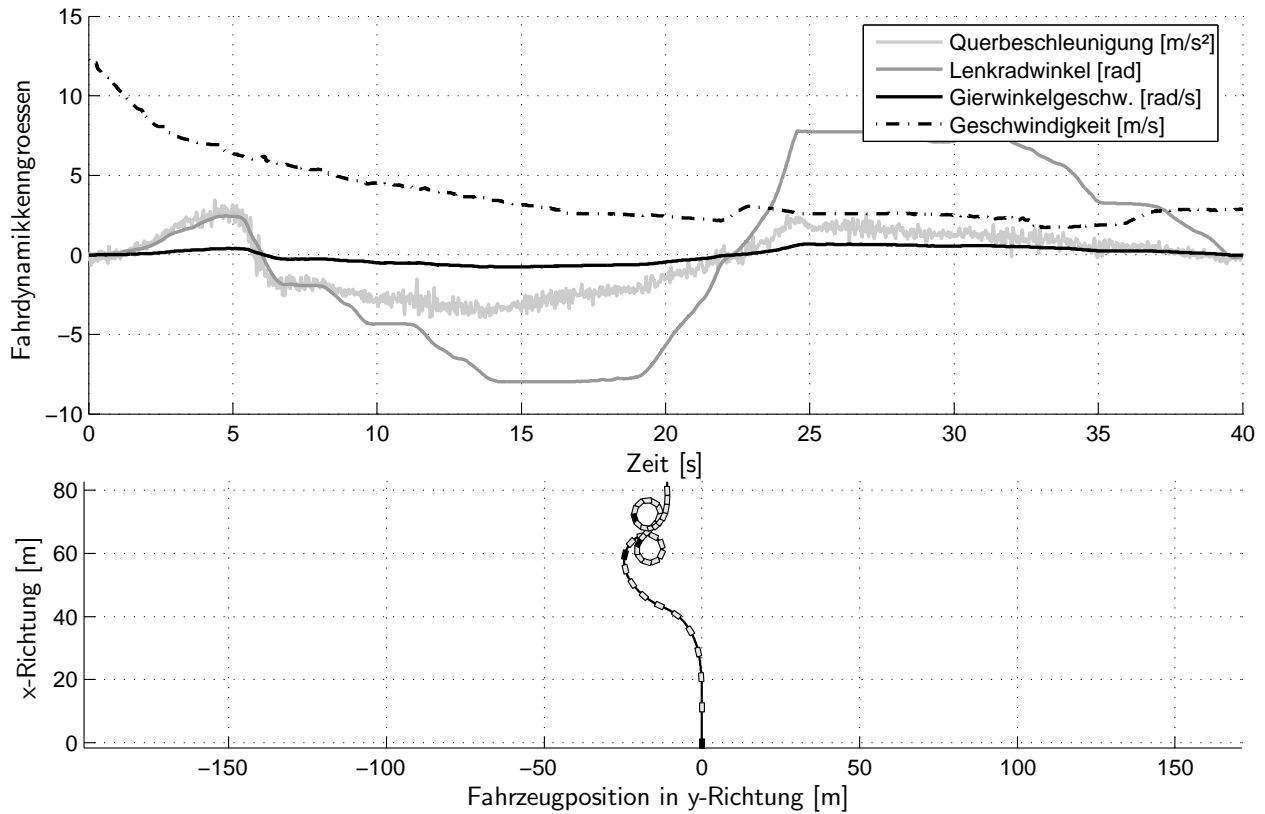 15
10
5
0
−5
−10
Fahrdynamikkenngroessen
Querbeschleunigung [m/s²]
Lenkradwinkel [rad]
Gierwinkelgeschw. [rad/s]
Geschwindigkeit [m/s]
0 5 10 15 20 25 30 35 40
Zeit [s]
80
60
40
20
0
x-Richtung [m]
−150 −100 −50 0 50 100 150
Fahrzeugposition in y-Richtung [m]